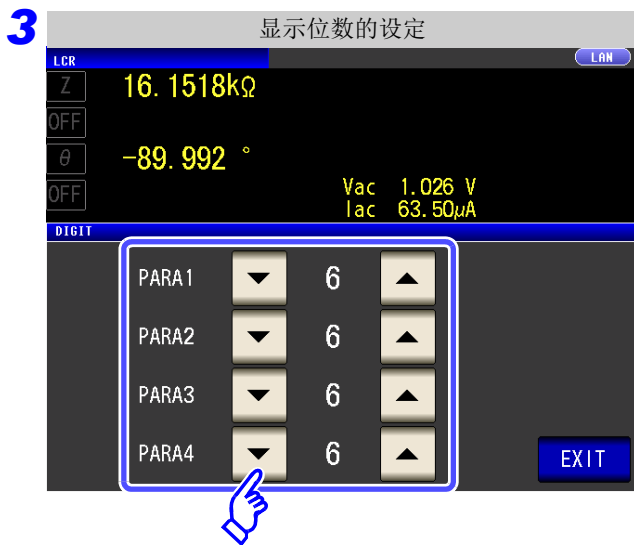 3
显示位数的设定
LCR LAN
Z 16.1518kΩ
OFF
θ -89.992 °
OFF Vac 1.026 V
Iac 63.50μA
DIGIT
PARA1 6
PARA2 6
PARA3 6
PARA4 6
EXIT